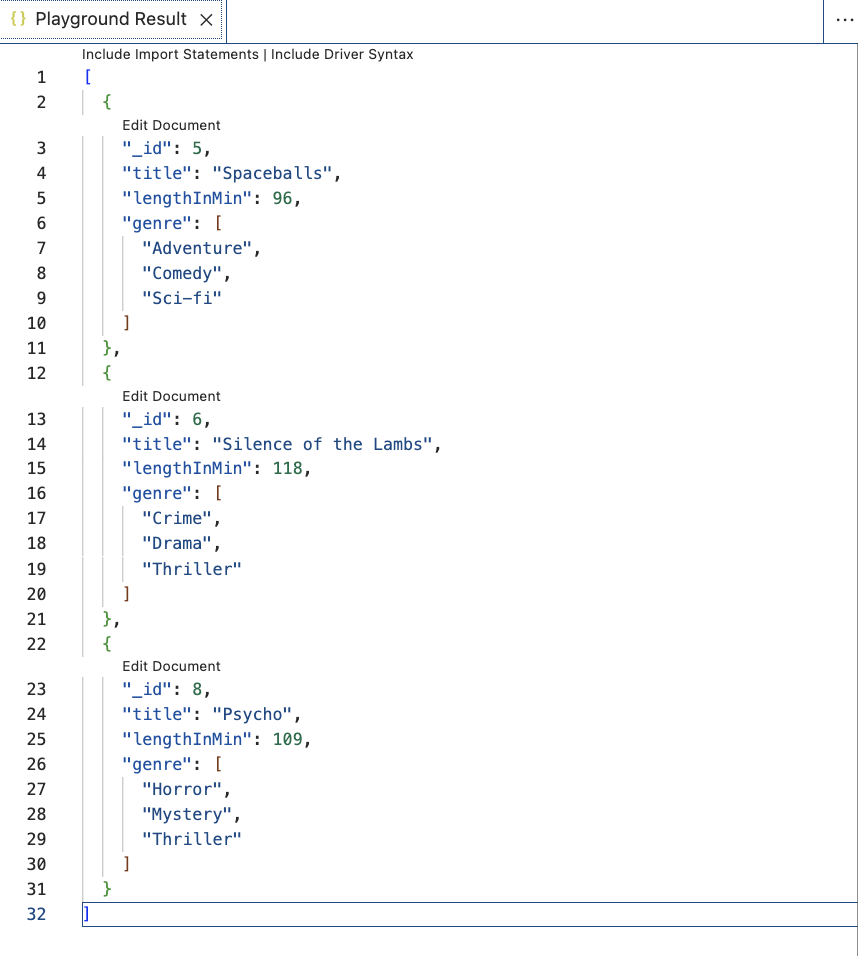 {} Playground Result ×
Include Import Statements | Include Driver Syntax
1 [
2 {
Edit Document
3 "_id": 5,
4 "title": "Spaceballs",
5 "lengthInMin": 96,
6 "genre": [
7 "Adventure",
8 "Comedy",
9 "Sci-fi"
10 ]
11 },
12 {
Edit Document
13 "_id": 6,
14 "title": "Silence of the Lambs",
15 "lengthInMin": 118,
16 "genre": [
17 "Crime",
18 "Drama",
19 "Thriller"
20 ]
21 },
22 {
Edit Document
23 "_id": 8,
24 "title": "Psycho",
25 "lengthInMin": 109,
26 "genre": [
27 "Horror",
28 "Mystery",
29 "Thriller"
30 ]
31 }
32 ]